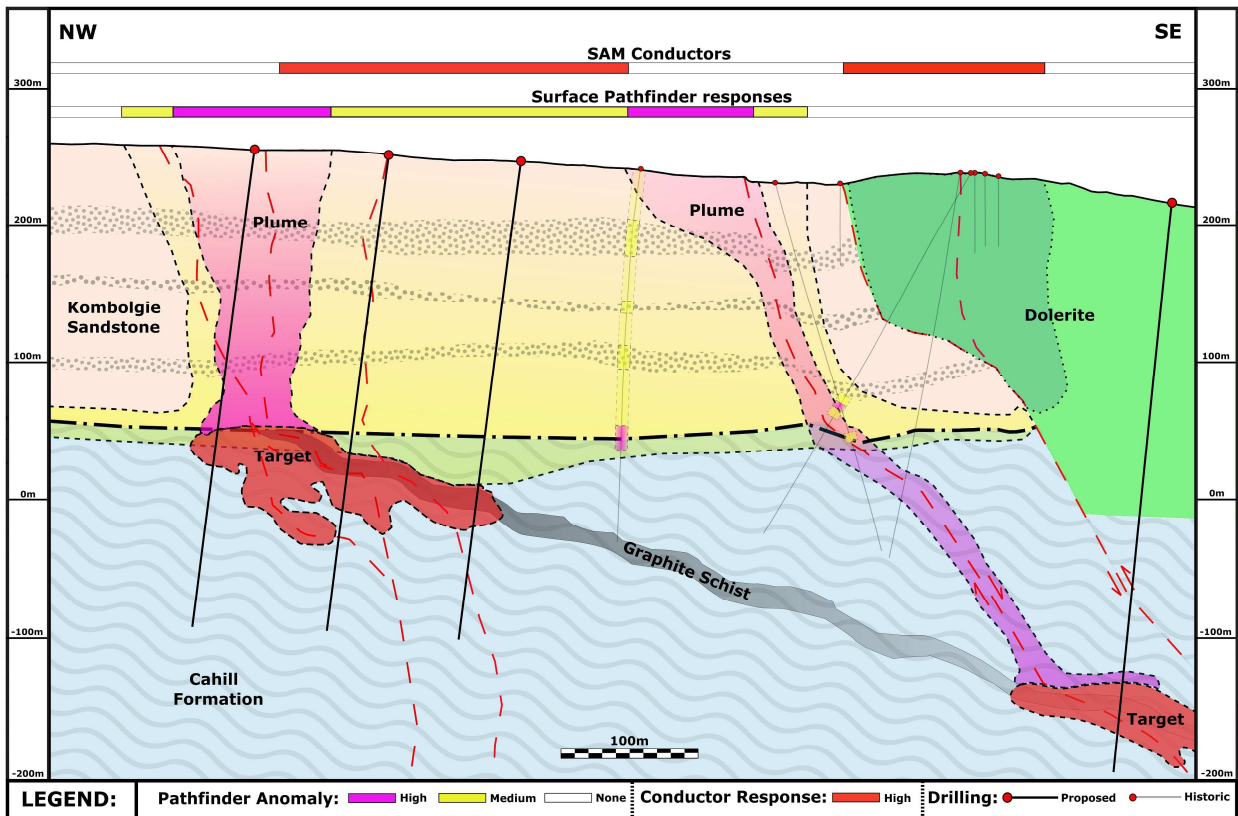 NW
SE
SAM Conductors
300m
300m
Surface Pathfinder responses
Plume
Plume
200m
200m
Kombolgie
Sandstone
Dolerite
100m
100m
Target
0m
0m
Graphite Schist
-100m
-100m
Cahill
Formation
Target
100m
-200m
-200m
LEGEND:
Pathfinder Anomaly: High Medium None Conductor Response: High Drilling: Proposed Historic